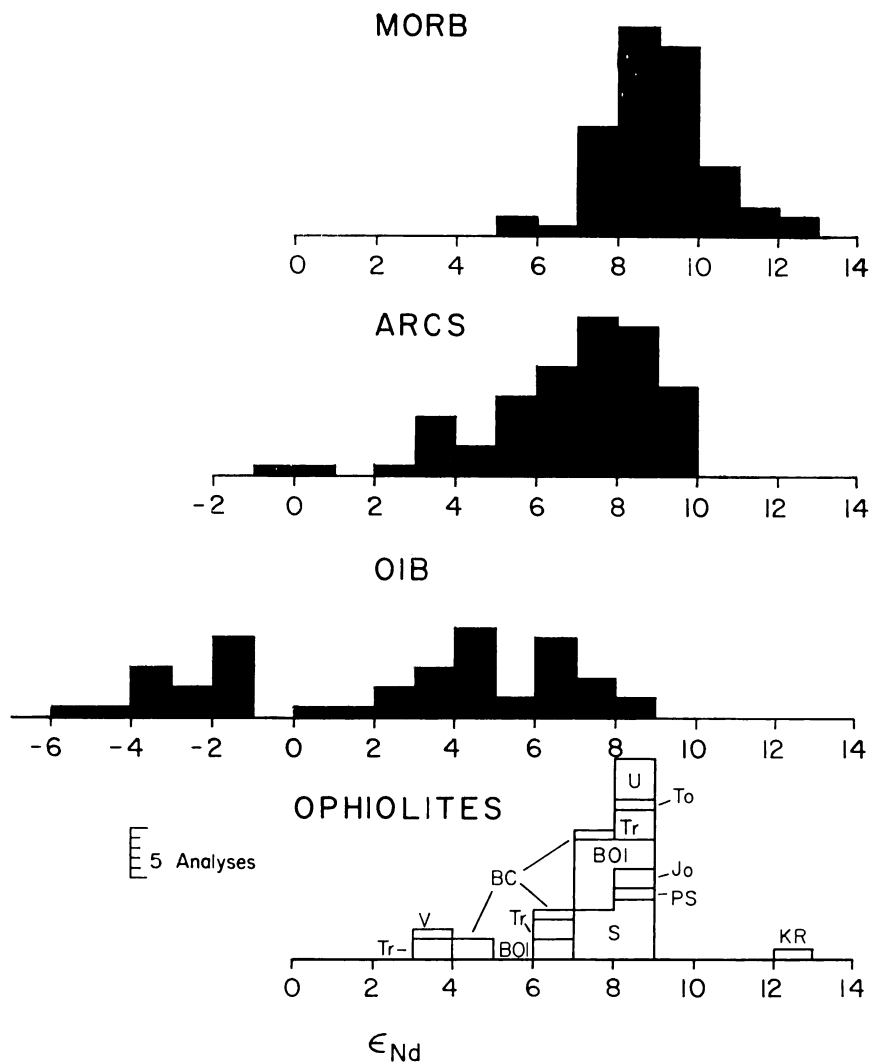 MORB
0 2 4 6 8 10 12 14
ARCS
-2 0 2 4 6 8 10 12 14
OIB
-6 -4 -2 0 2 4 6 8 10 12 14
OPHIOLITES
U
To
Tr
5 Analyses
BOI
BC
Jo
PS
V
Tr
S
KR
Tr
BOI
0 2 4 6 8 10 12 14
ϵNd